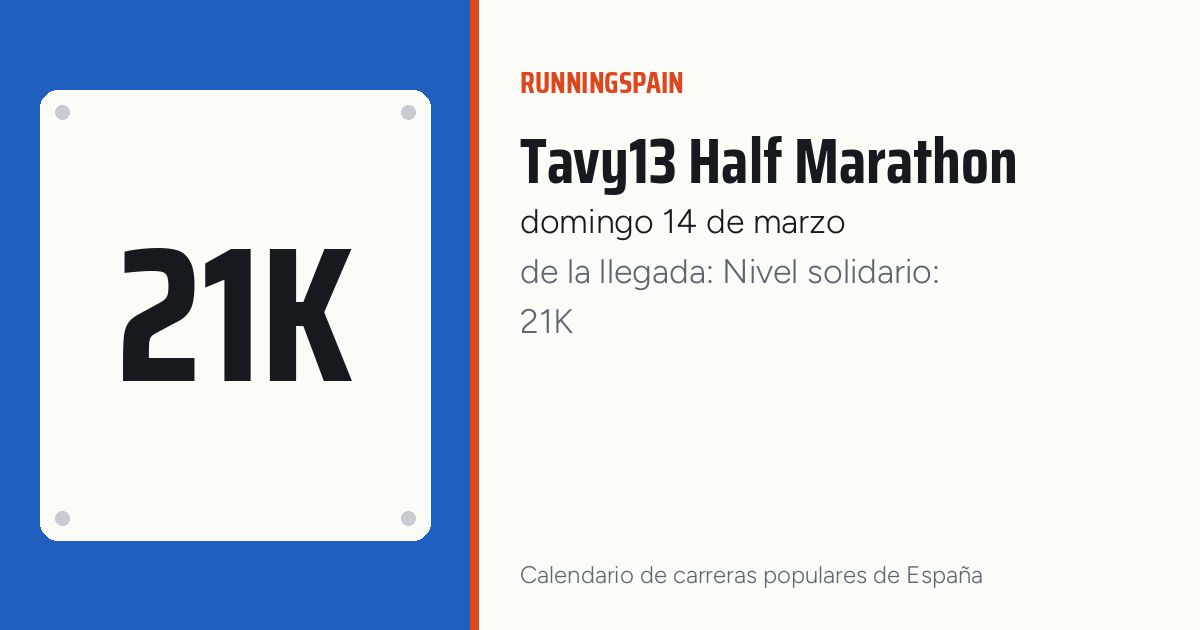 21K
RUNNINGSPAIN
Tavy13 Half Marathon
domingo 14 de marzo
de la llegada: Nivel solidario:
21K
Calendario de carreras populares de España